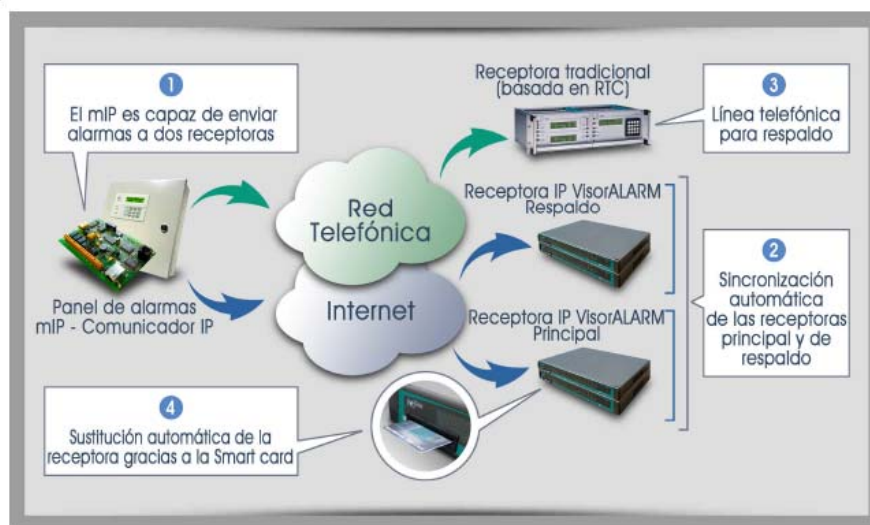 1
El mIP es capaz de enviar
alarmas a dos receptoras
Panel de alarmas
mIP - Comunicador IP
Red
Telefónica
Internet
Receptora tradicional
(basada en RTC)
3
Línea telefónica
para respaldo
Receptora IP VisorALARM
Respaldo
Receptora IP VisorALARM
Principal
2
Sincronización
automática
de las receptoras
principal y de
respaldo
4
Sustitución automática de la
receptora gracias a la Smart card